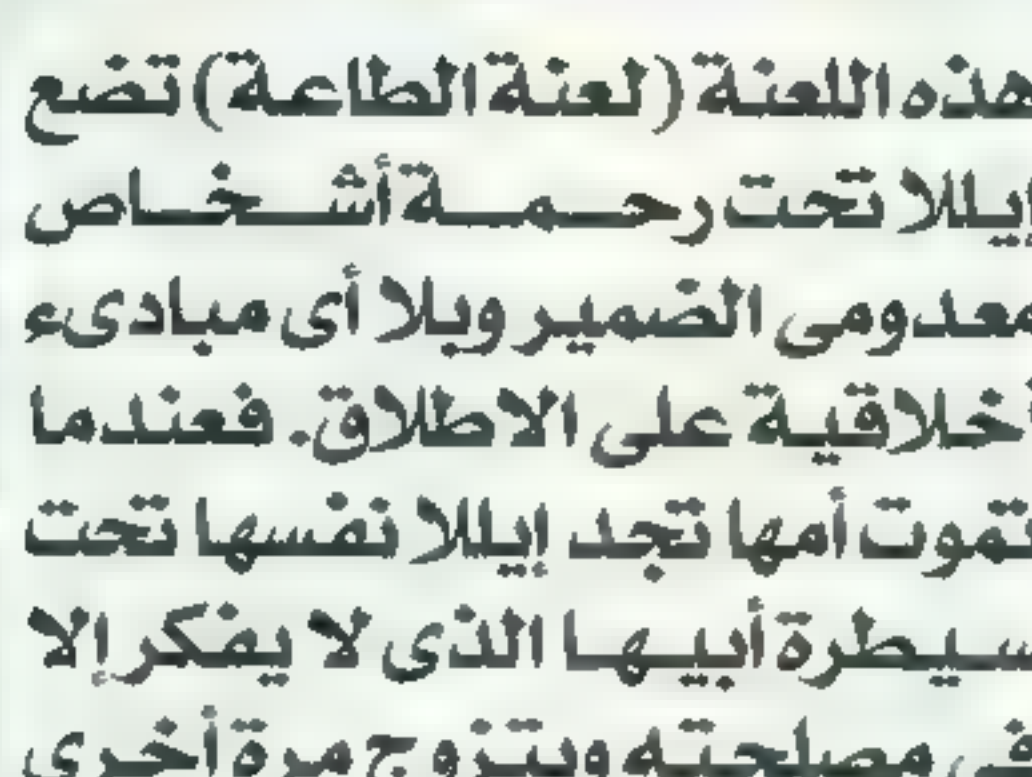 هذه اللعنة (لعنة الطاعة) تضع
إيللا تحت رحمة أشخاص
معدومى الضمير وبلا أى مبادىء
أخلاقية على الاطلاق. فعندما
تموت أمها تجد إيللا نفسها تحت
سيطرة أبيها الذى لا يفكر إلا
فى مصلحته ويتزوج مرة أخرى